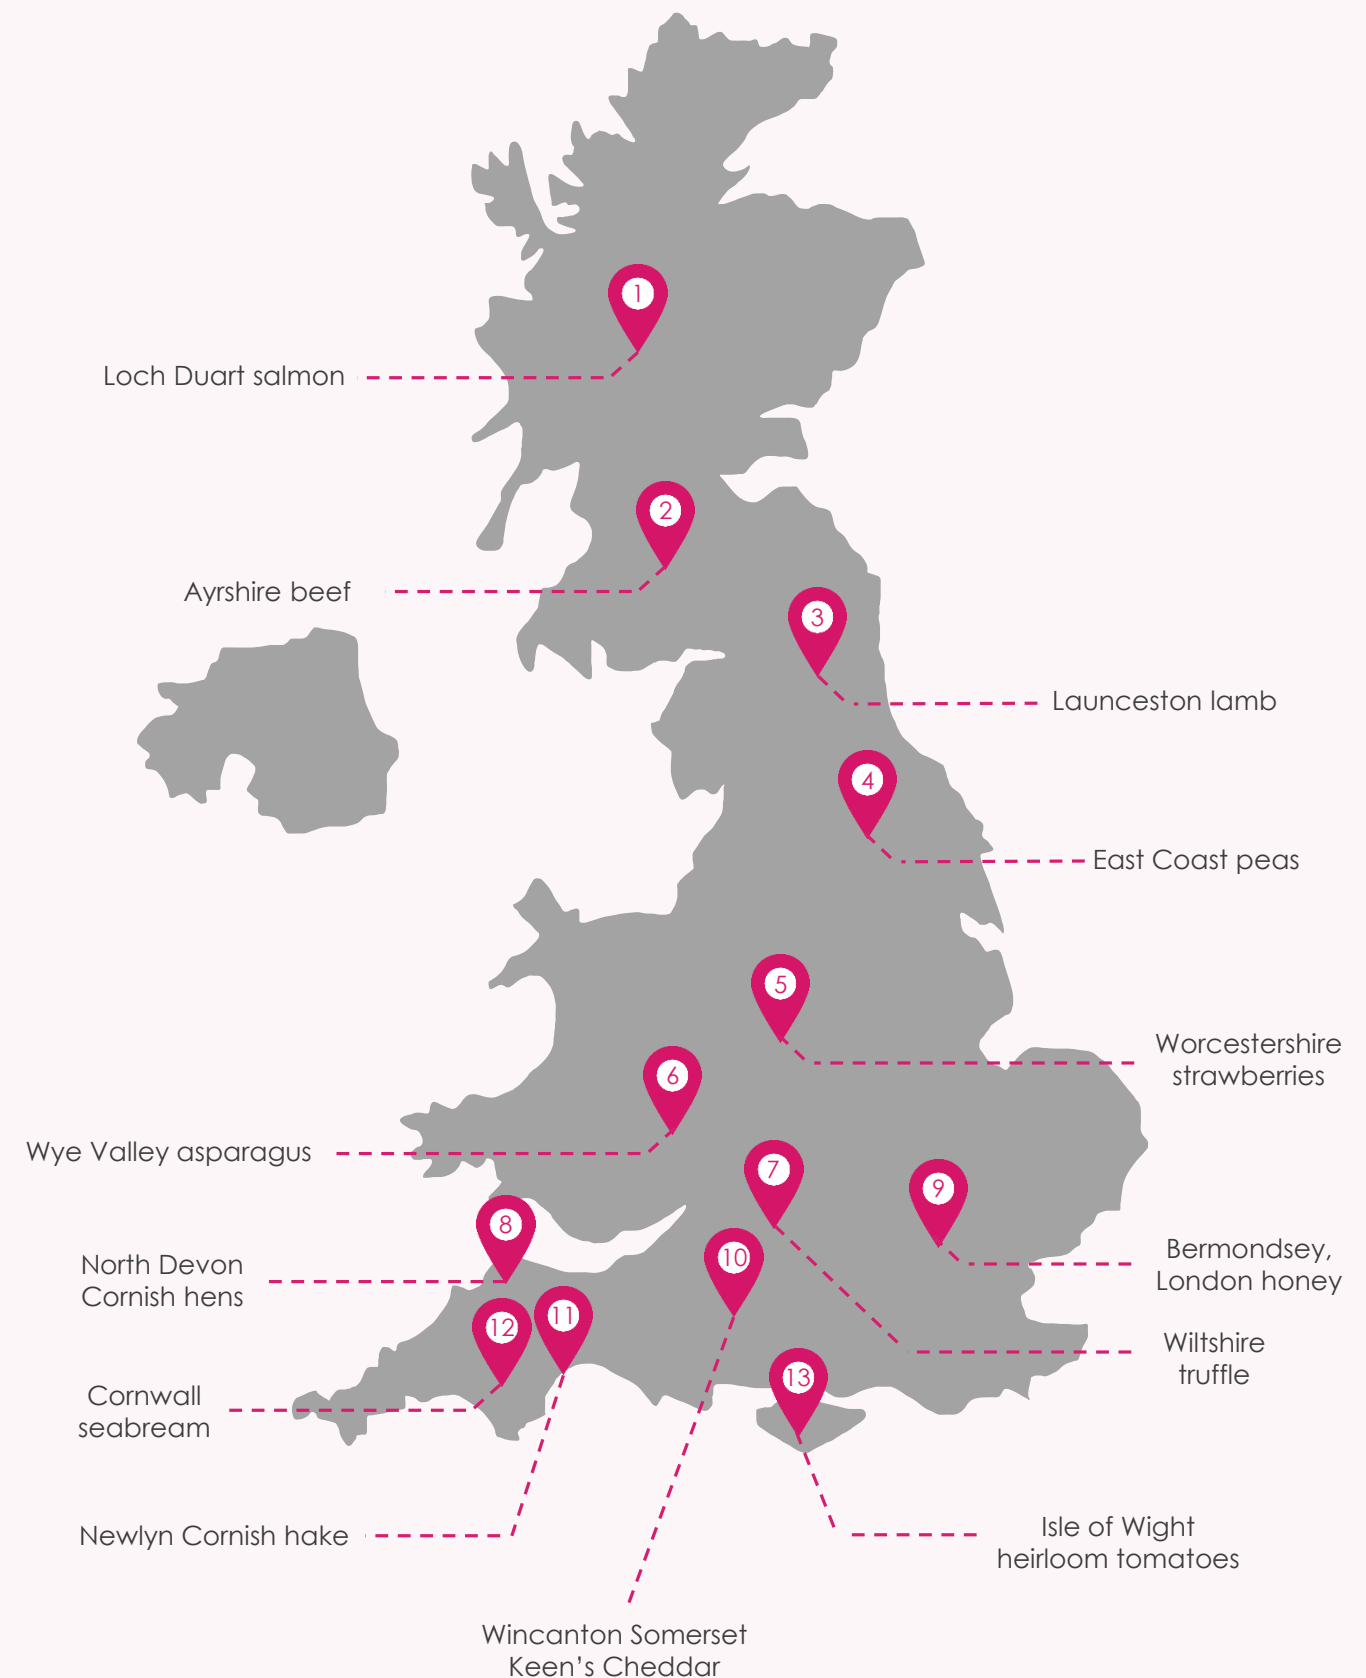 1
Loch Duart salmon
2
Ayrshire beef
3
Launceston lamb
4
East Coast peas
5
Worcestershire
strawberries
6
Wye Valley asparagus
7
Wiltshire
truffle
8
North Devon
Cornish hens
9
Bermondsey,
London honey
10
Wincanton Somerset
Keen’s Cheddar
11
Newlyn Cornish hake
12
Cornwall
seabream
13
Isle of Wight
heirloom tomatoes